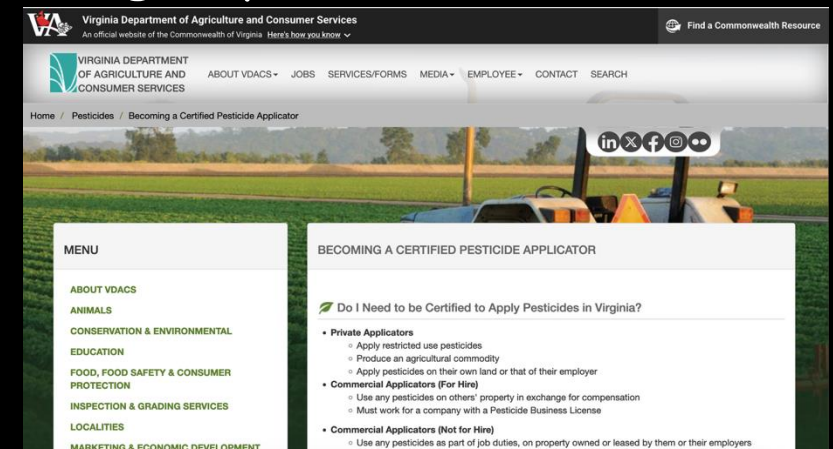 Virginia Department of Agriculture and Consumer Services
An official website of the Commonwealth of Virginia Here's how you know
Find a Commonwealth Resource
VIRGINIA DEPARTMENT
OF AGRICULTURE AND
CONSUMER SERVICES
ABOUT VDACS JOBS SERVICES/FORMS MEDIA EMPLOYEE CONTACT SEARCH
Home / Pesticides / Becoming a Certified Pesticide Applicator
MENU
ABOUT VDACS
ANIMALS
CONSERVATION & ENVIRONMENTAL
EDUCATION
FOOD, FOOD SAFETY & CONSUMER
PROTECTION
INSPECTION & GRADING SERVICES
LOCALITIES
MARKETING & ECONOMIC DEVELOPMENT
BECOMING A CERTIFIED PESTICIDE APPLICATOR
Do I Need to be Certified to Apply Pesticides in Virginia?
• Private Applicators
◦ Apply restricted use pesticides
◦ Produce an agricultural commodity
◦ Apply pesticides on their own land or that of their employer
• Commercial Applicators (For Hire)
◦ Use any pesticides on others' property in exchange for compensation
◦ Must work for a company with a Pesticide Business License
• Commercial Applicators (Not for Hire)
◦ Use any pesticides as part of job duties, on property owned or leased by them or their employers